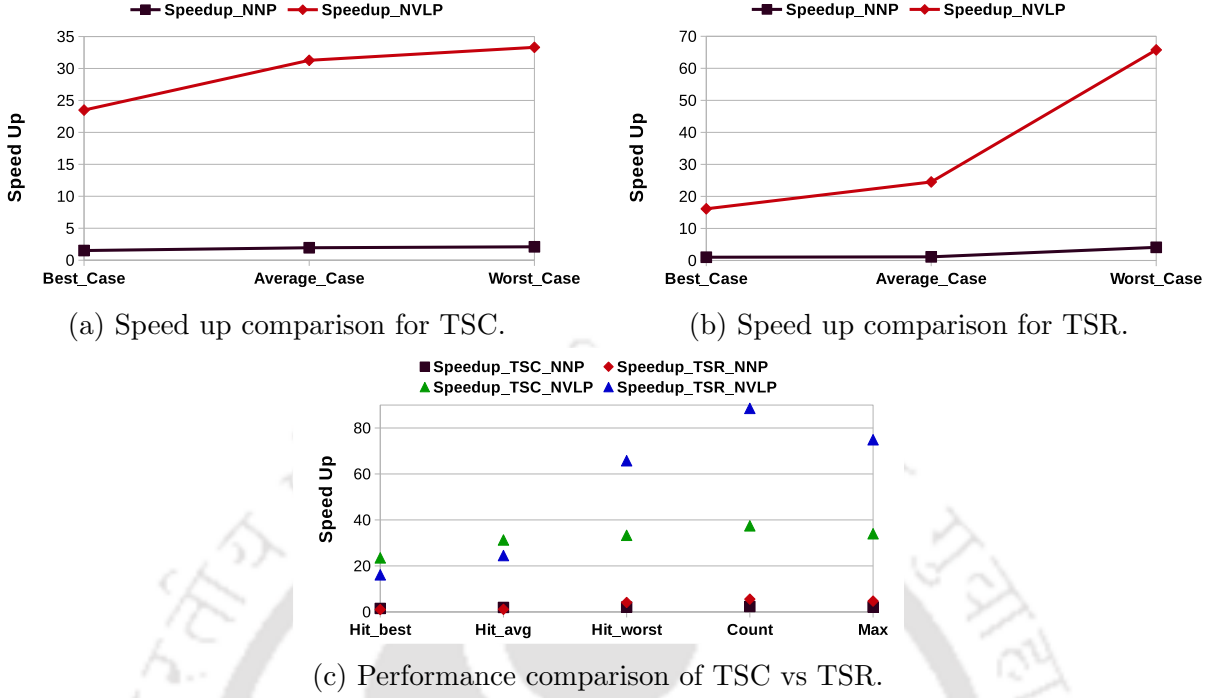 Speedup_NNP Speedup_NVLP
35
30
25
20
15
10
5
0
Speed Up
Best_Case Average_Case Worst_Case
(a) Speed up comparison for TSC.
Speedup_NNP Speedup_NVLP
70
60
50
40
30
20
10
0
Speed Up
Best_Case Average_Case Worst_Case
(b) Speed up comparison for TSR.
Speedup_TSC_NNP Speedup_TSR_NNP
Speedup_TSC_NVLP Speedup_TSR_NVLP
80
60
40
20
0
Speed Up
Hit_best Hit_avg Hit_worst Count Max
(c) Performance comparison of TSC vs TSR.